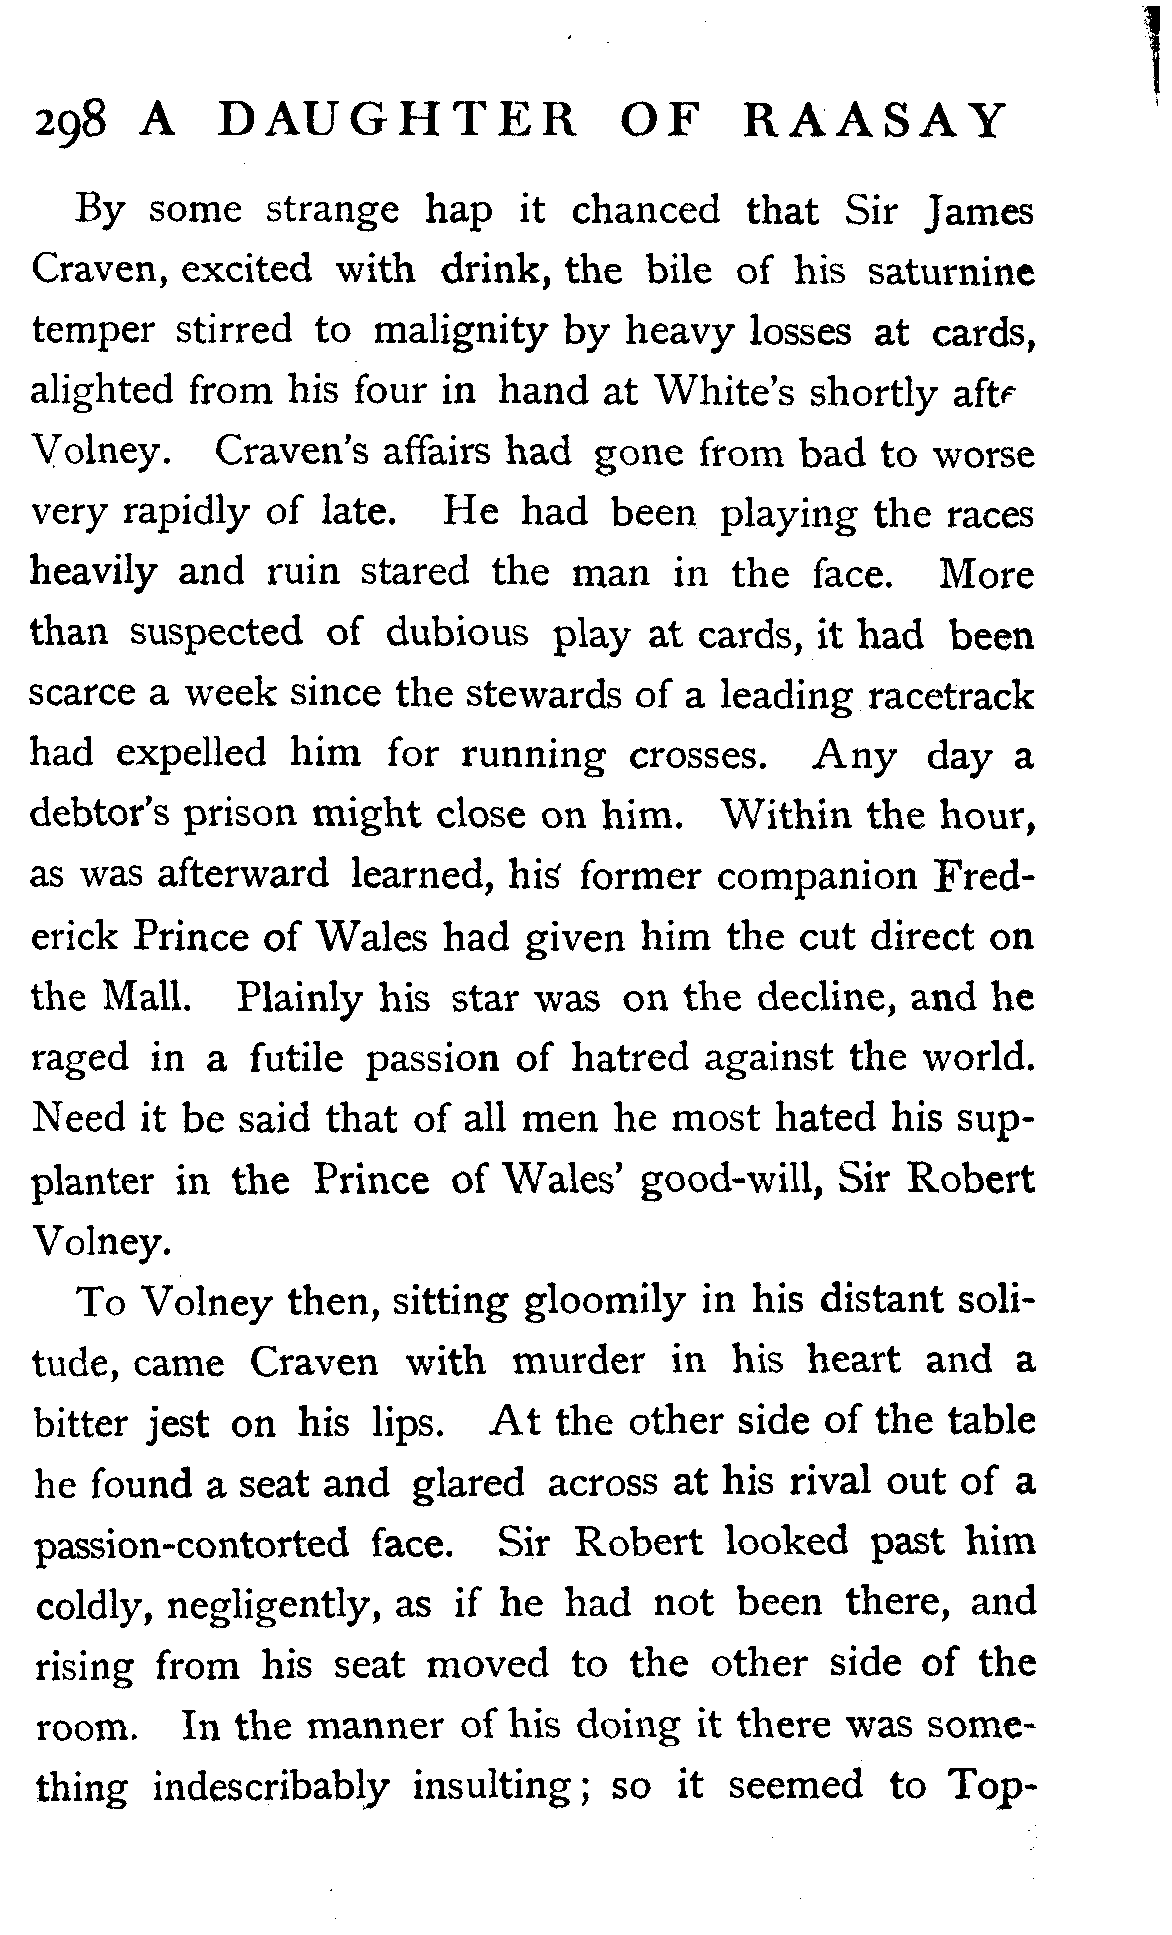 298 A DAUGHTER OF RAASAY
By some strange hap it chanced that Sir James
Craven, excited with drink, the bile of his saturnine
temper stirred to malignity by heavy losses at cards,
alighted from his four in hand at White's shortly
Volney. Craven's affairs had gone from bad to worse
very rapidly of late. He had been playing the races
heavily and ruin stared the man in the face. More
than suspected of dubious play at cards, it had been
scarce a week since the stewards of a leading racetrack
had expelled him for running crosses. Any day a
debtor's prison might close on him. Within the hour,
as was afterward learned, his former companion Fred-
erick Prince of Wales had given him the cut direct on
the Mall. Plainly his star was on the decline, and he
raged in a futile passion of hatred against the world.
Need it be said that of all men he most hated his sup-
planter in the Prince of Wales' good-will, Sir Robert
Volney.
To Volney then, sitting gloomily in his distant soli-
tude, came Craven with murder in his heart and a
bitter jest on his lips. At the other side of the table
he found a seat and glared across at his rival out of a
passion-contorted face. Sir Robert looked past him
coldly, negligently, as if he had not been there, and
rising from his seat moved to the other side of the
room. In the manner of his doing it there was some-
thing indescribably insulting; so it seemed to Top-